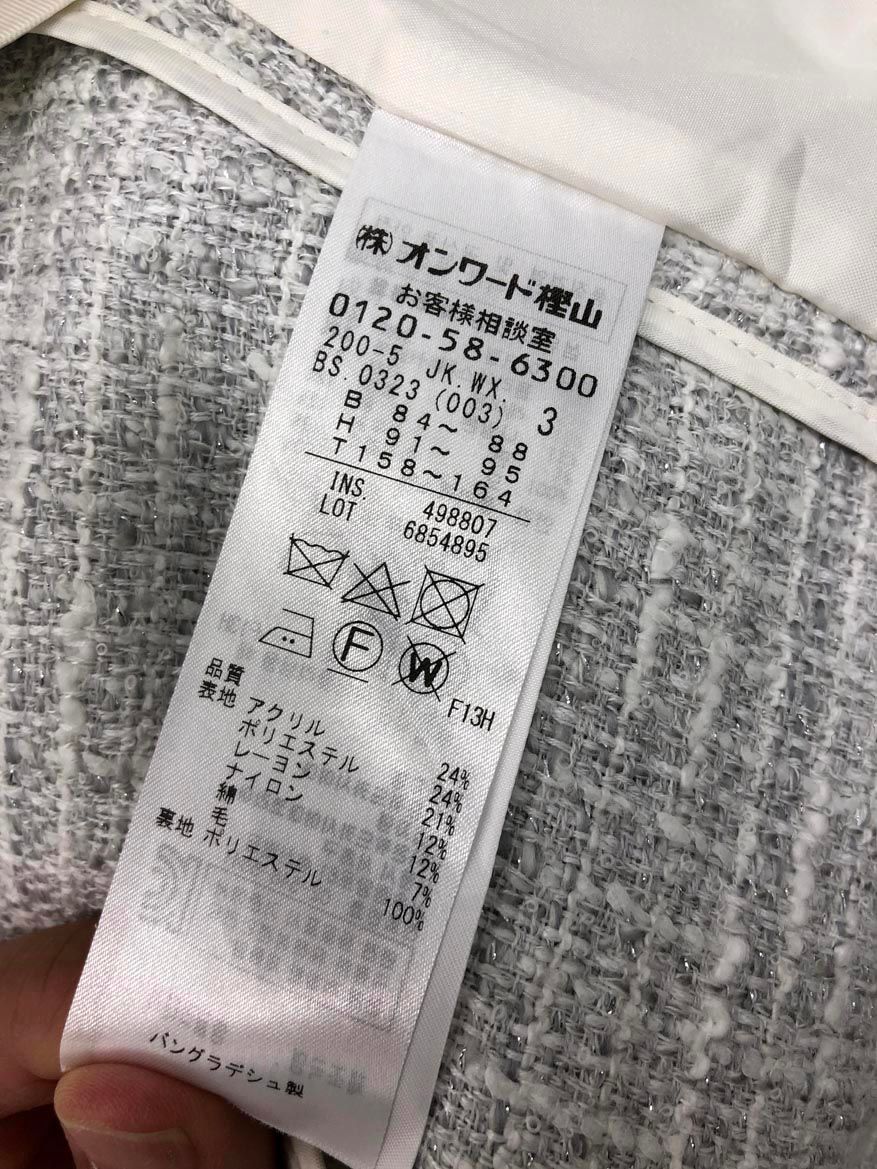 ㈱オンワード樫山
お客様相談室
0120-58-6300
200-5 JK.WX.
BS.0323 (003) 3
B 84～ 88
H 91～ 95
T158～164
INS. 498807
LOT 6854895
F
W
F13H
品質
表地 アクリル 24%
ポリエステル 24%
レーヨン 21%
ナイロン 12%
綿 12%
毛 7%
裏地 ポリエステル 100%
バングラデシュ製